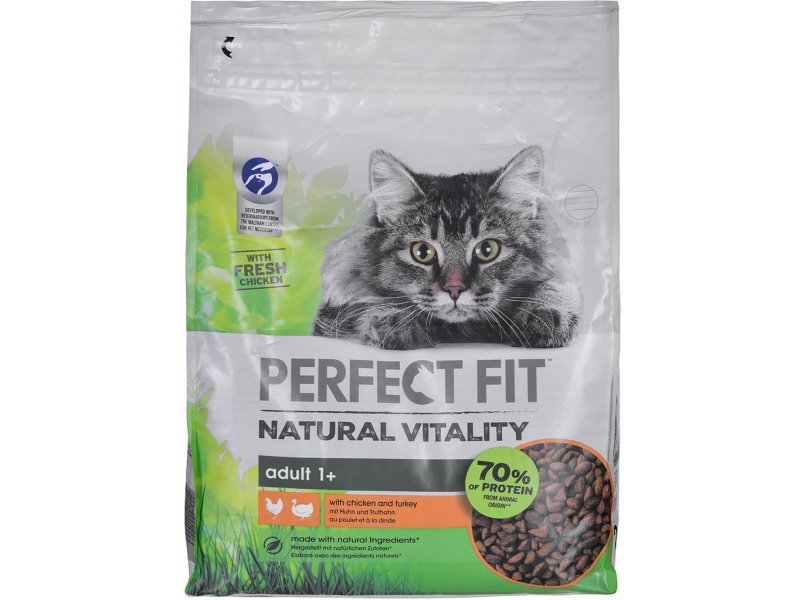 DEVELOPED WITH
VETERINARIANS FROM
THE WALTHAM CENTRE
FOR PET NUTRITION
WITH
FRESH
CHICKEN
PERFECT FIT™
NATURAL VITALITY
adult 1+
70%
OF PROTEIN
FROM ANIMAL
ORIGIN**
with chicken and turkey
mit Huhn und Truthahn
au poulet et à la dinde
made with natural Ingredients*
Hergestellt mit natürlichen Zutaten*
Élaboré avec des ingrédients naturels*